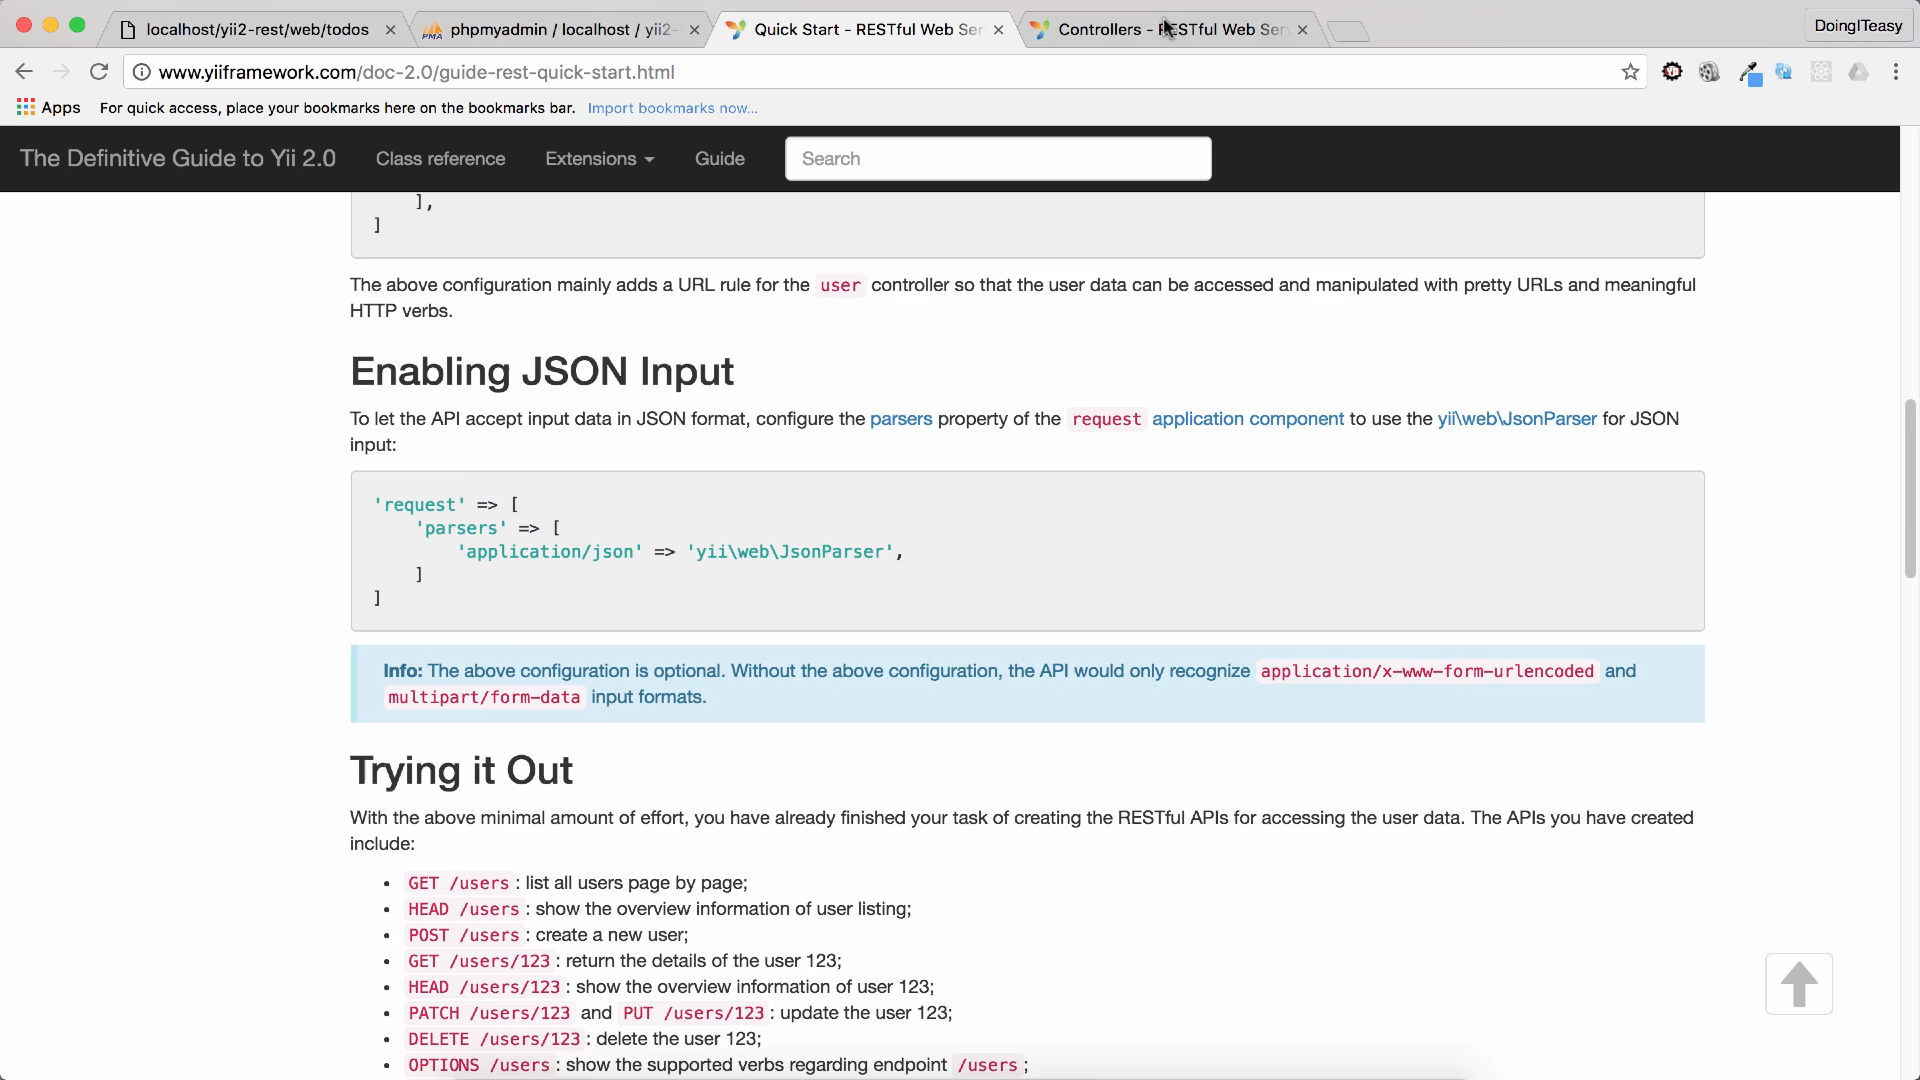 localhost/yii2-rest/web/todos
phpmyadmin / localhost / yii2-
Quick Start - RESTful Web Ser
Controllers - RESTful Web Ser
DoingITeasy
www.yiiframework.com/doc-2.0/guide-rest-quick-start.html
Apps For quick access, place your bookmarks here on the bookmarks bar. Import bookmarks now...
The Definitive Guide to Yii 2.0 Class reference Extensions Guide Search
],
]
The above configuration mainly adds a URL rule for the user controller so that the user data can be accessed and manipulated with pretty URLs and meaningful
HTTP verbs.
Enabling JSON Input
To let the API accept input data in JSON format, configure the parsers property of the request application component to use the yii\web\JsonParser for JSON
input:
'request' => [
'parsers' => [
'application/json' => 'yii\web\JsonParser',
]
]
Info: The above configuration is optional. Without the above configuration, the API would only recognize application/x-www-form-urlencoded and
multipart/form-data input formats.
Trying it Out
With the above minimal amount of effort, you have already finished your task of creating the RESTful APIs for accessing the user data. The APIs you have created
include:
• GET /users : list all users page by page;
• HEAD /users : show the overview information of user listing;
• POST /users : create a new user;
• GET /users/123 : return the details of the user 123;
• HEAD /users/123 : show the overview information of user 123;
• PATCH /users/123 and PUT /users/123 : update the user 123;
• DELETE /users/123 : delete the user 123;
• OPTIONS /users : show the supported verbs regarding endpoint /users ;